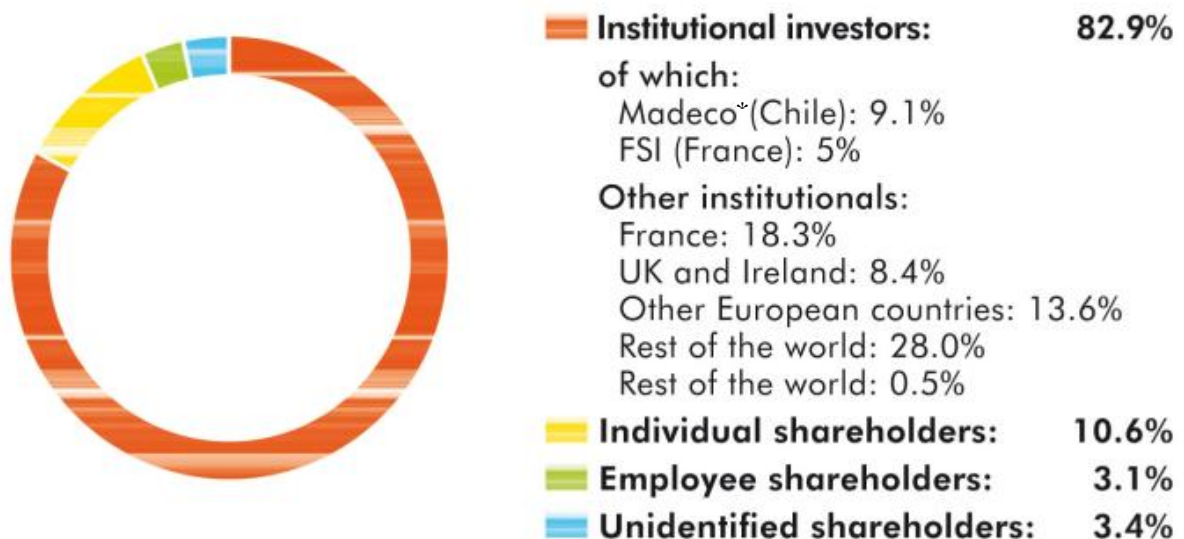 Institutional investors: 82.9%
of which:
Madeco*(Chile): 9.1%
FSI (France): 5%
Other institutionals:
France: 18.3%
UK and Ireland: 8.4%
Other European countries: 13.6%
Rest of the world: 28.0%
Rest of the world: 0.5%
Individual shareholders: 10.6%
Employee shareholders: 3.1%
Unidentified shareholders: 3.4%